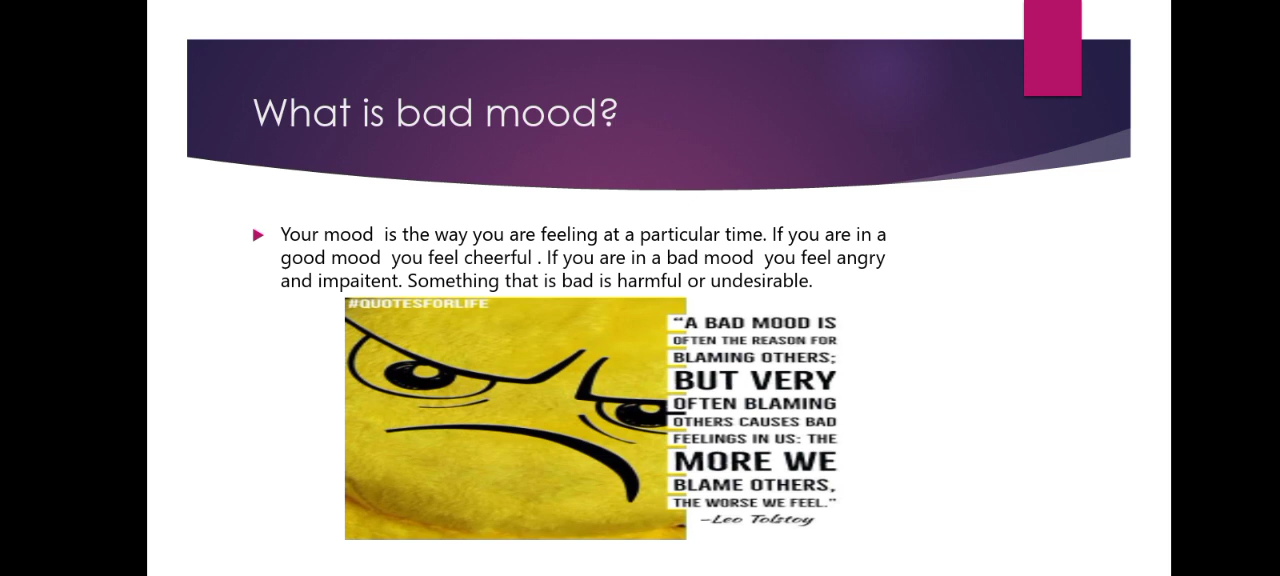 What is bad mood?
Your mood  is the way you are feeling at a particular time. If you are in a
good mood  you feel cheerful . If you are in a bad mood  you feel angry
and impaitent. Something that is bad is harmful or undesirable.
#QUOTESFORLIFE
“A BAD MOOD IS
OFTEN THE REASON FOR
BLAMING OTHERS;
BUT VERY
OFTEN BLAMING
OTHERS CAUSES BAD
FEELINGS IN US: THE
MORE WE
BLAME OTHERS,
THE WORSE WE FEEL.”
–Leo Tolstoy